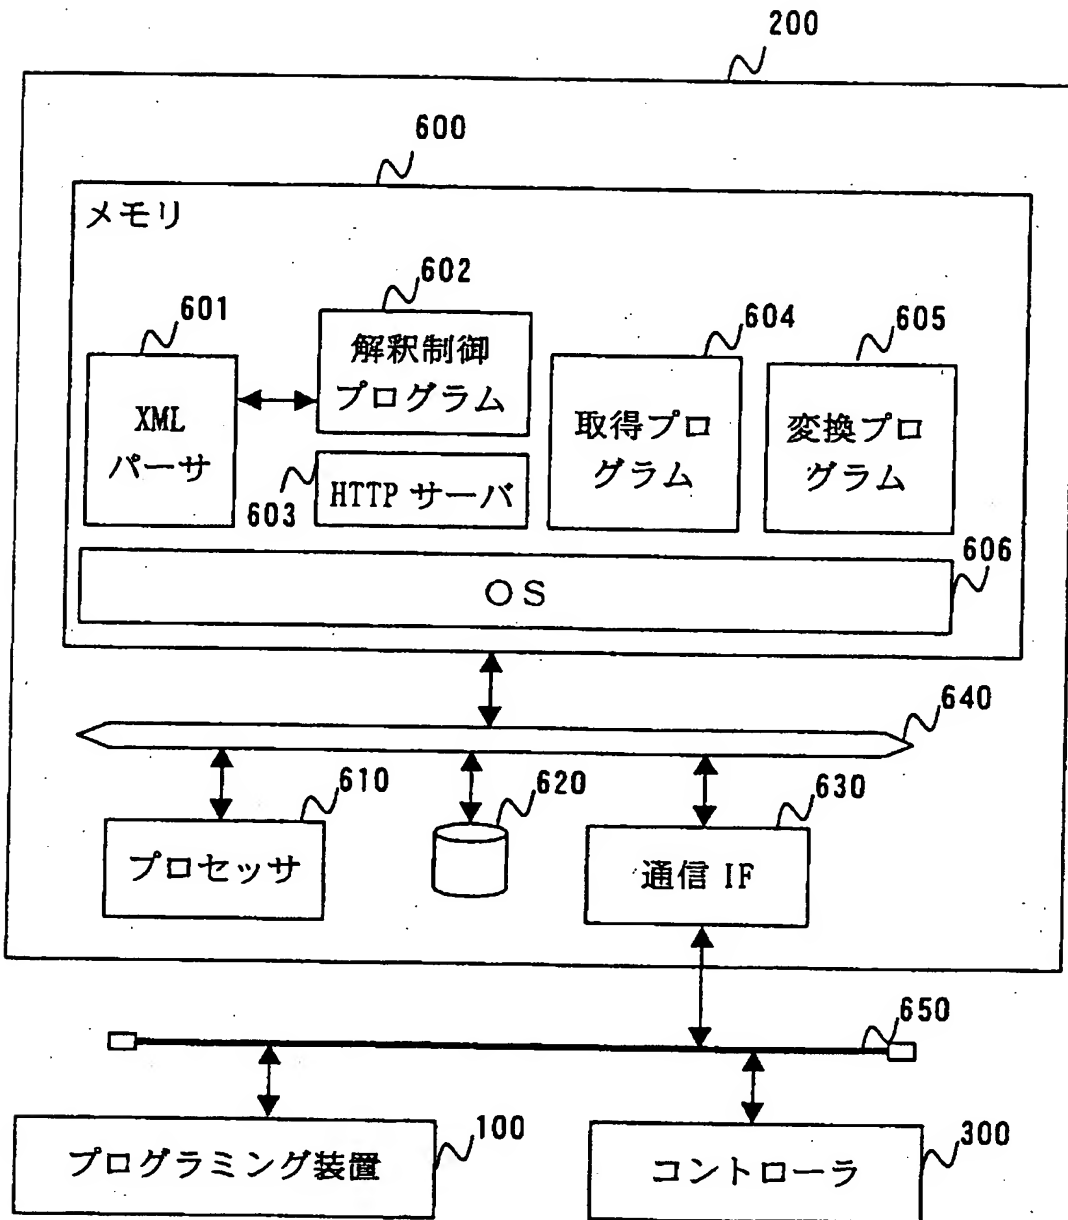 200
600
メモリ
602
601
604
605
解釈制御
プログラム
XML
パーサ
取得プロ
グラム
変換プロ
グラム
603
HTTP サーバ
606
OS
640
610
620
630
プロセッサ
通信 IF
650
100
300
プログラミング装置
コントローラ